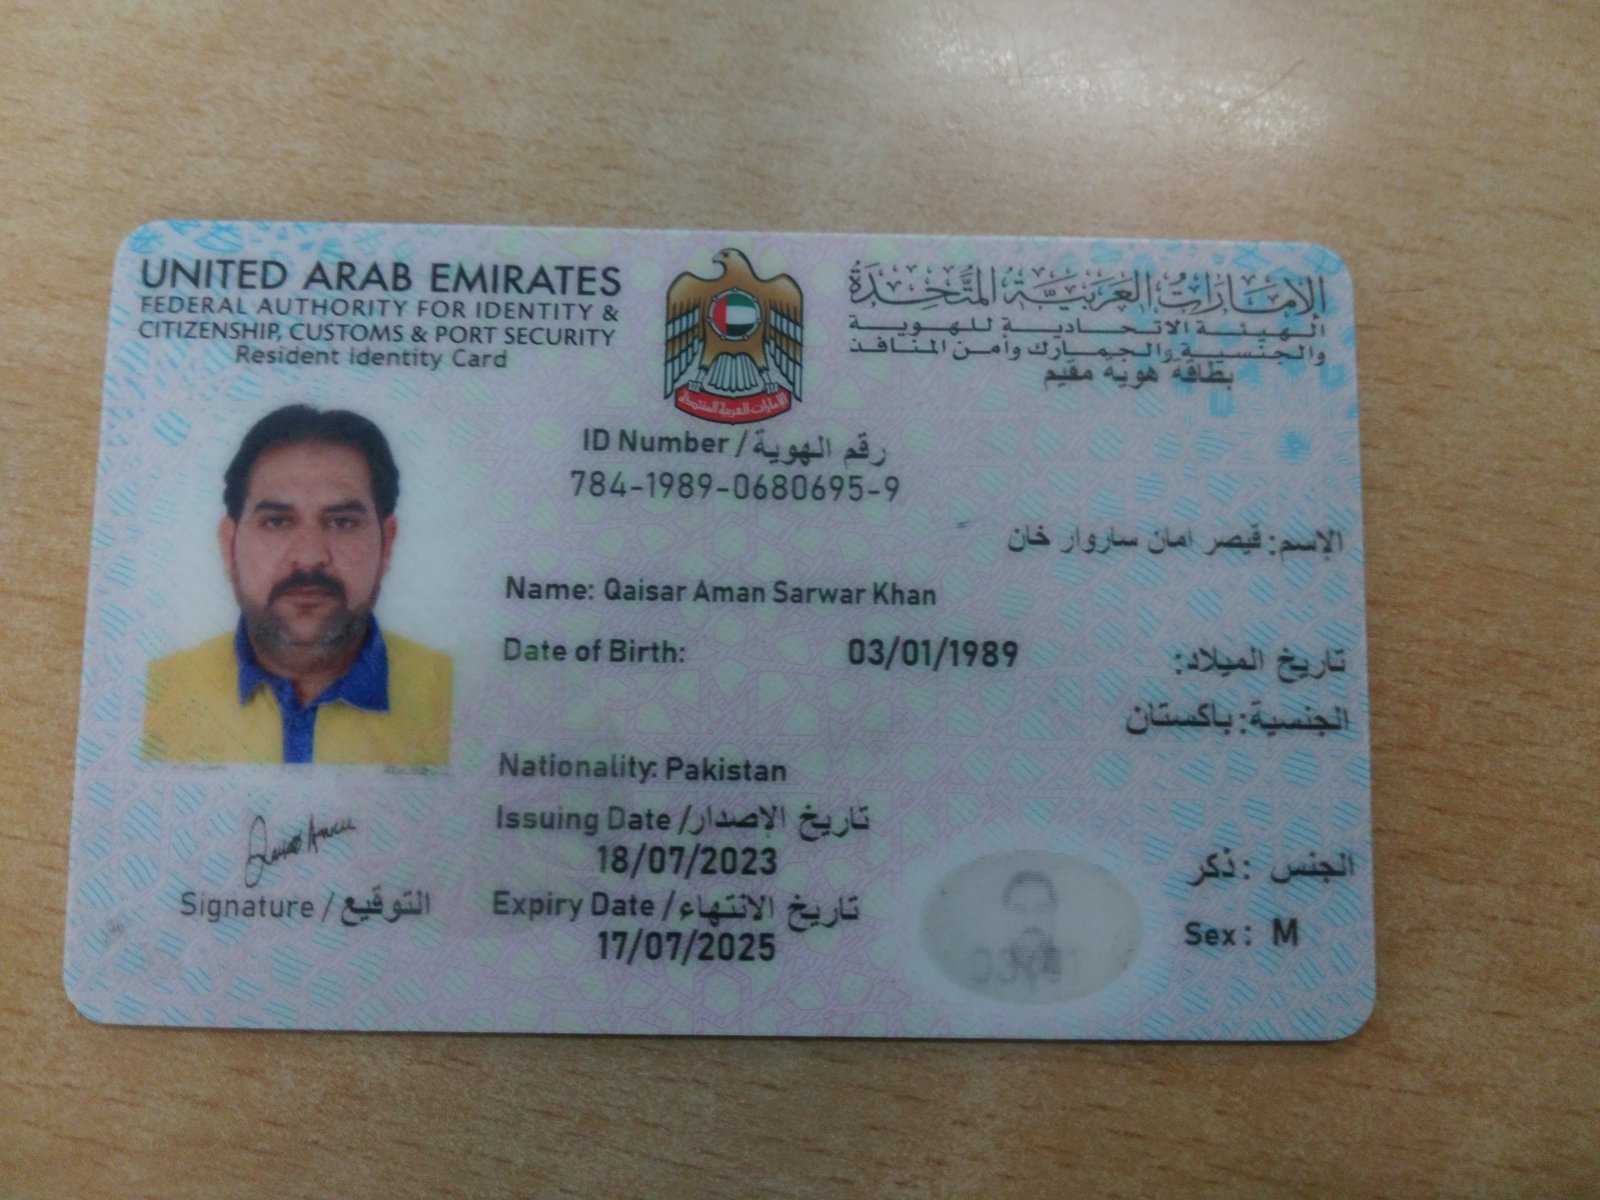 UNITED ARAB EMIRATES
FEDERAL AUTHORITY FOR IDENTITY &
CITIZENSHIP, CUSTOMS & PORT SECURITY
Resident Identity Card
الإمارات العربية المتحدة
الهيئة الاتحادية للهوية
والجنسية والجمارك وأمن المنافذ
بطاقة هوية مقيم
الإمارات العربية المتحدة
ID Number / رقم الهوية
784-1989-0680695-9
الإسم: قيصر امان ساروار خان
Name: Qaisar Aman Sarwar Khan
Date of Birth: 03/01/1989 تاريخ الميلاد:
الجنسية: باكستان
Nationality: Pakistan
Issuing Date / تاريخ الإصدار
18/07/2023
Expiry Date / تاريخ الانتهاء
17/07/2025
الجنس : ذكر
Sex: M
Signature / التوقيع